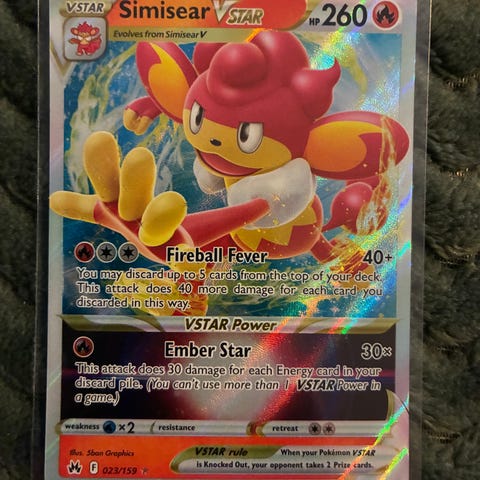 VSTAR Simisear VSTAR HP 260
Evolves from Simisear V
Fireball Fever 40+
You may discard up to 5 cards from the top of your deck.
This attack does 40 more damage for each card you
discarded in this way.
VSTAR Power
Ember Star 30×
This attack does 30 damage for each Energy card in your
discard pile. (You can't use more than 1 VSTAR Power in
a game.)
weakness ×2 resistance retreat
Illus. 5ban Graphics VSTAR rule When your Pokémon VSTAR
F 023/159 is Knocked Out, your opponent takes 2 Prize cards.